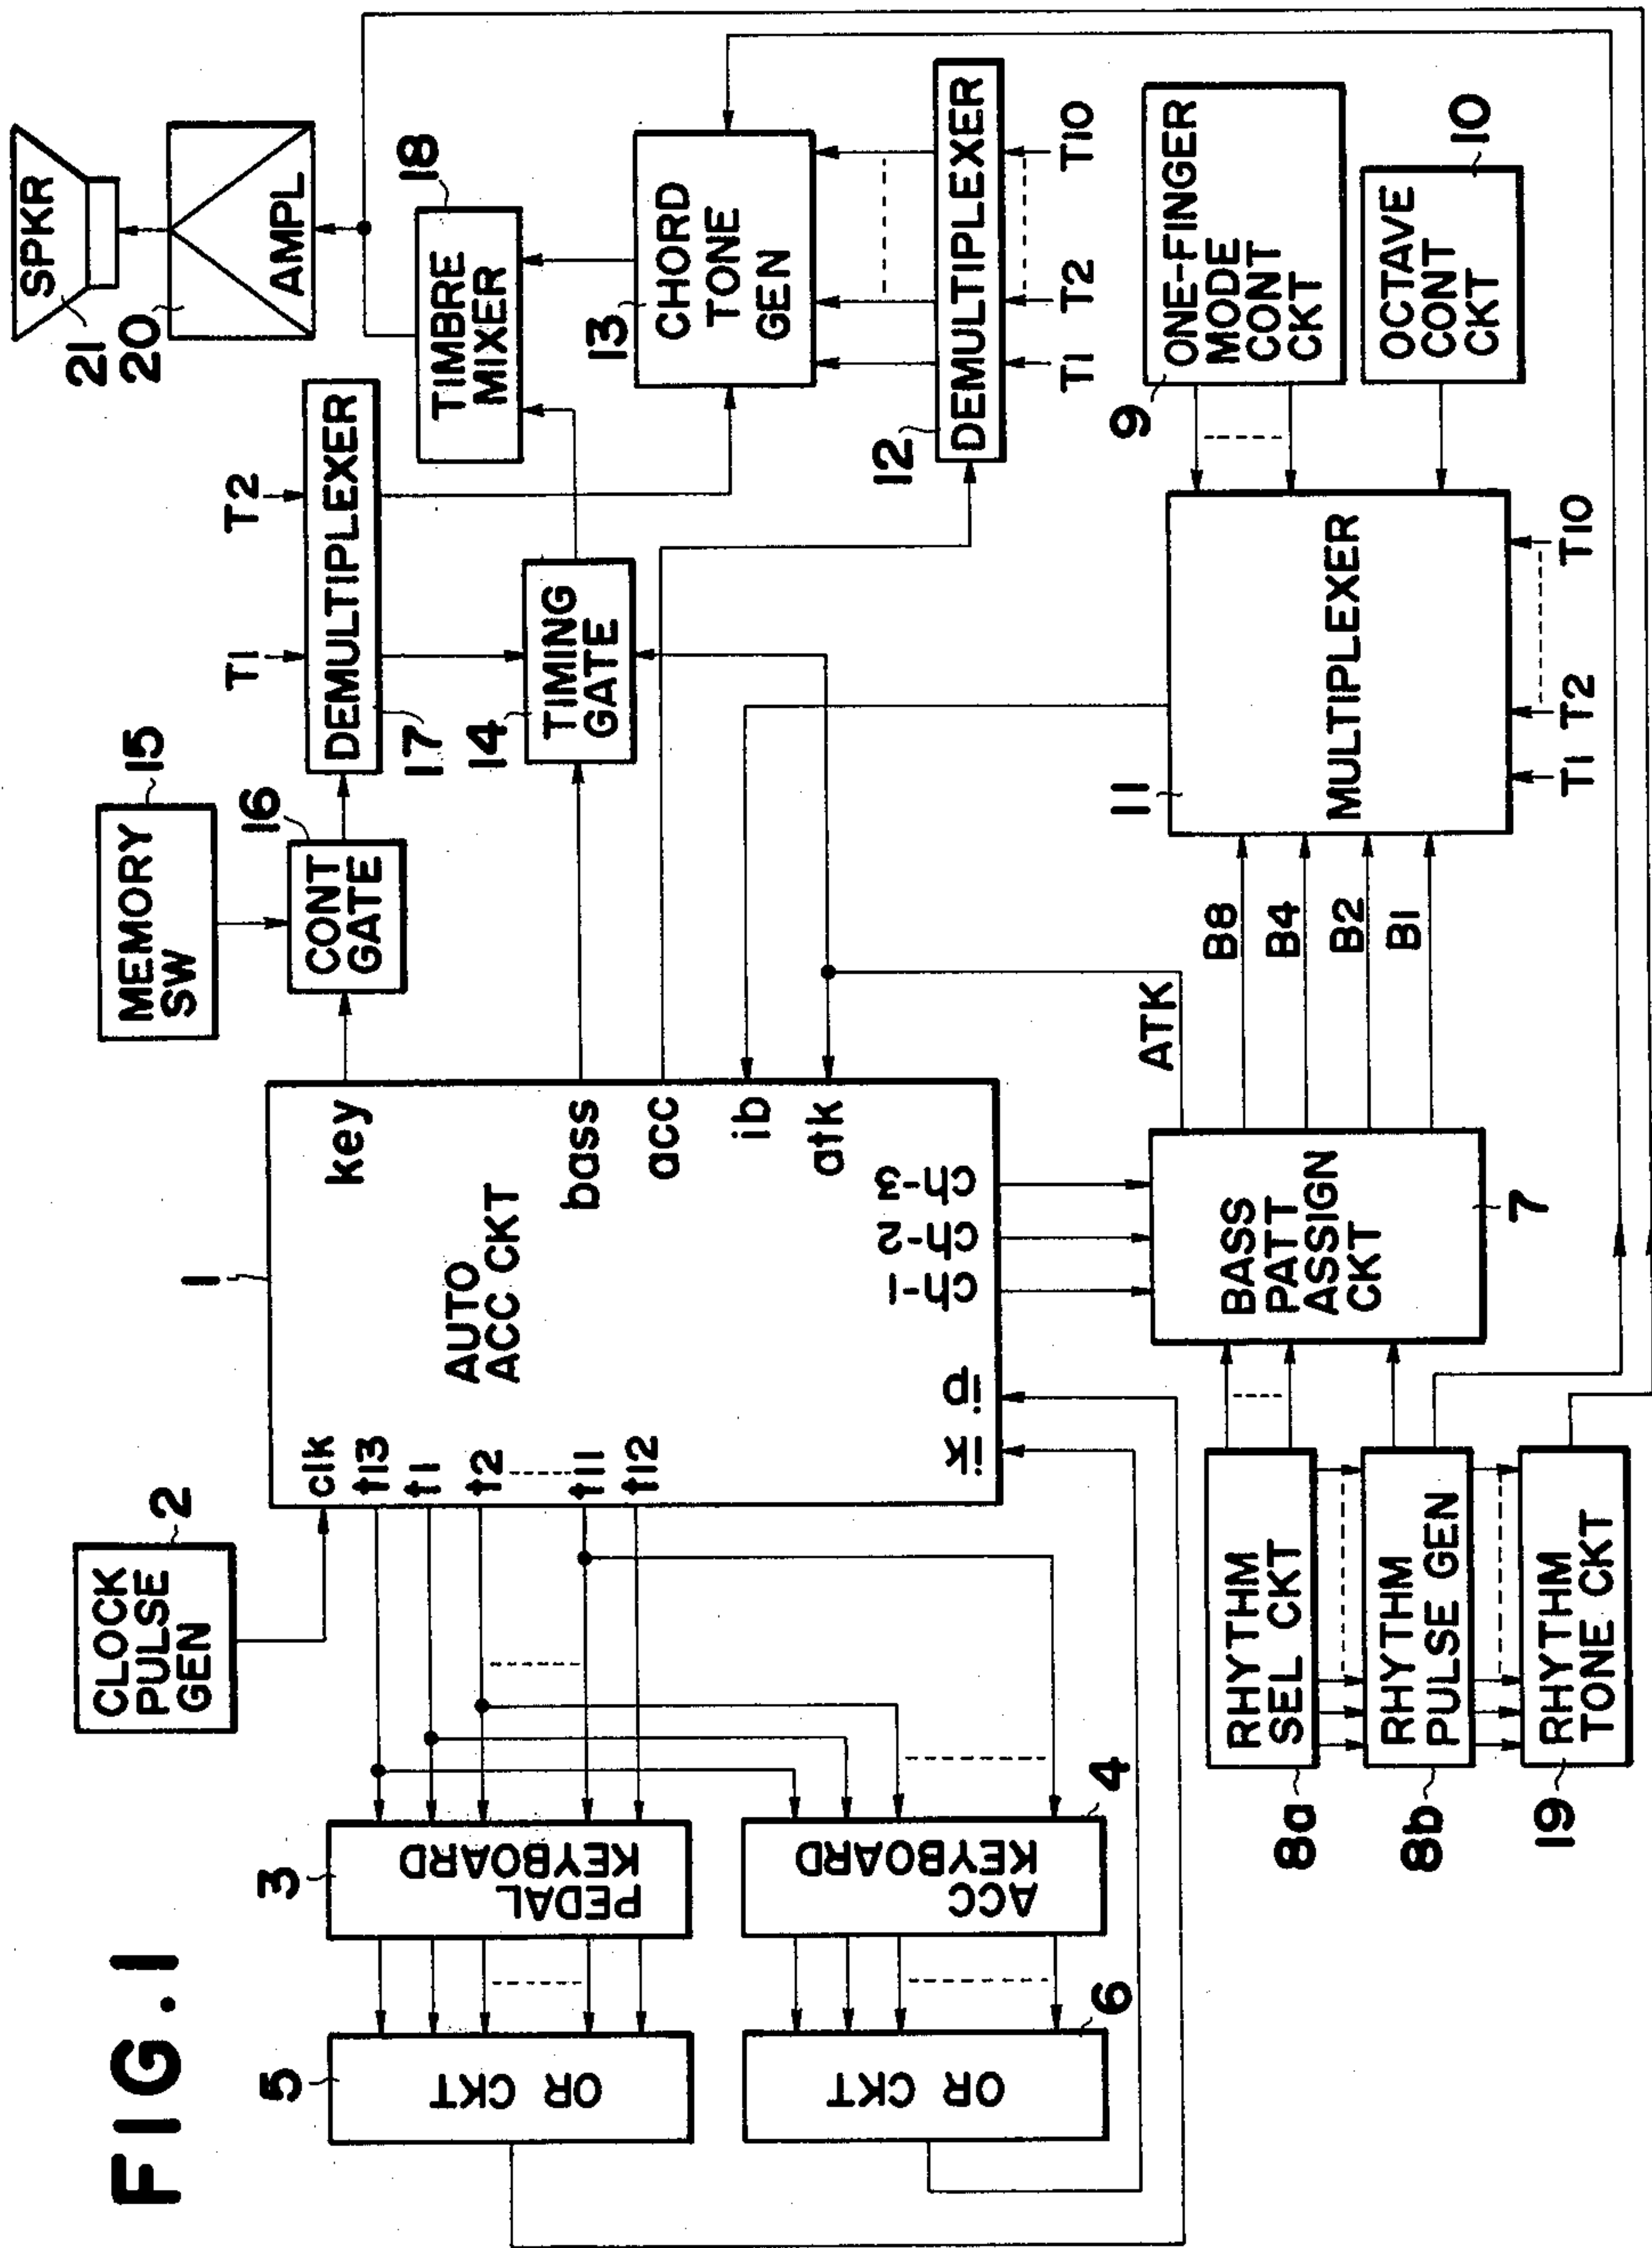 FIG. 1
CLOCK
PULSE
GEN
2
MEMORY
SW
15
SPKR
21
20
AMPL
1
AUTO
ACC CKT
clk
t13
t1
t2
t11
t12
key
bass
acc
ib
atk
ik
ip
ch-1
ch-2
ch-3
16
CONT
GATE
T1
T2
DEMULTIPLEXER
17
TIMBRE
MIXER
18
14
TIMING
GATE
13
CHORD
TONE
GEN
3
PEDAL
KEYBOARD
5
OR CKT
4
ACC
KEYBOARD
6
OR CKT
12
DEMULTIPLEXER
T1
T2
T10
ATK
B8
B4
B2
B1
11
MULTIPLEXER
T1
T2
T10
9
ONE-FINGER
MODE
CONT
CKT
OCTAVE
CONT
CKT
10
BASS
PATT
ASSIGN
CKT
7
RHYTHM
SEL CKT
8a
RHYTHM
PULSE GEN
8b
RHYTHM
TONE CKT
19